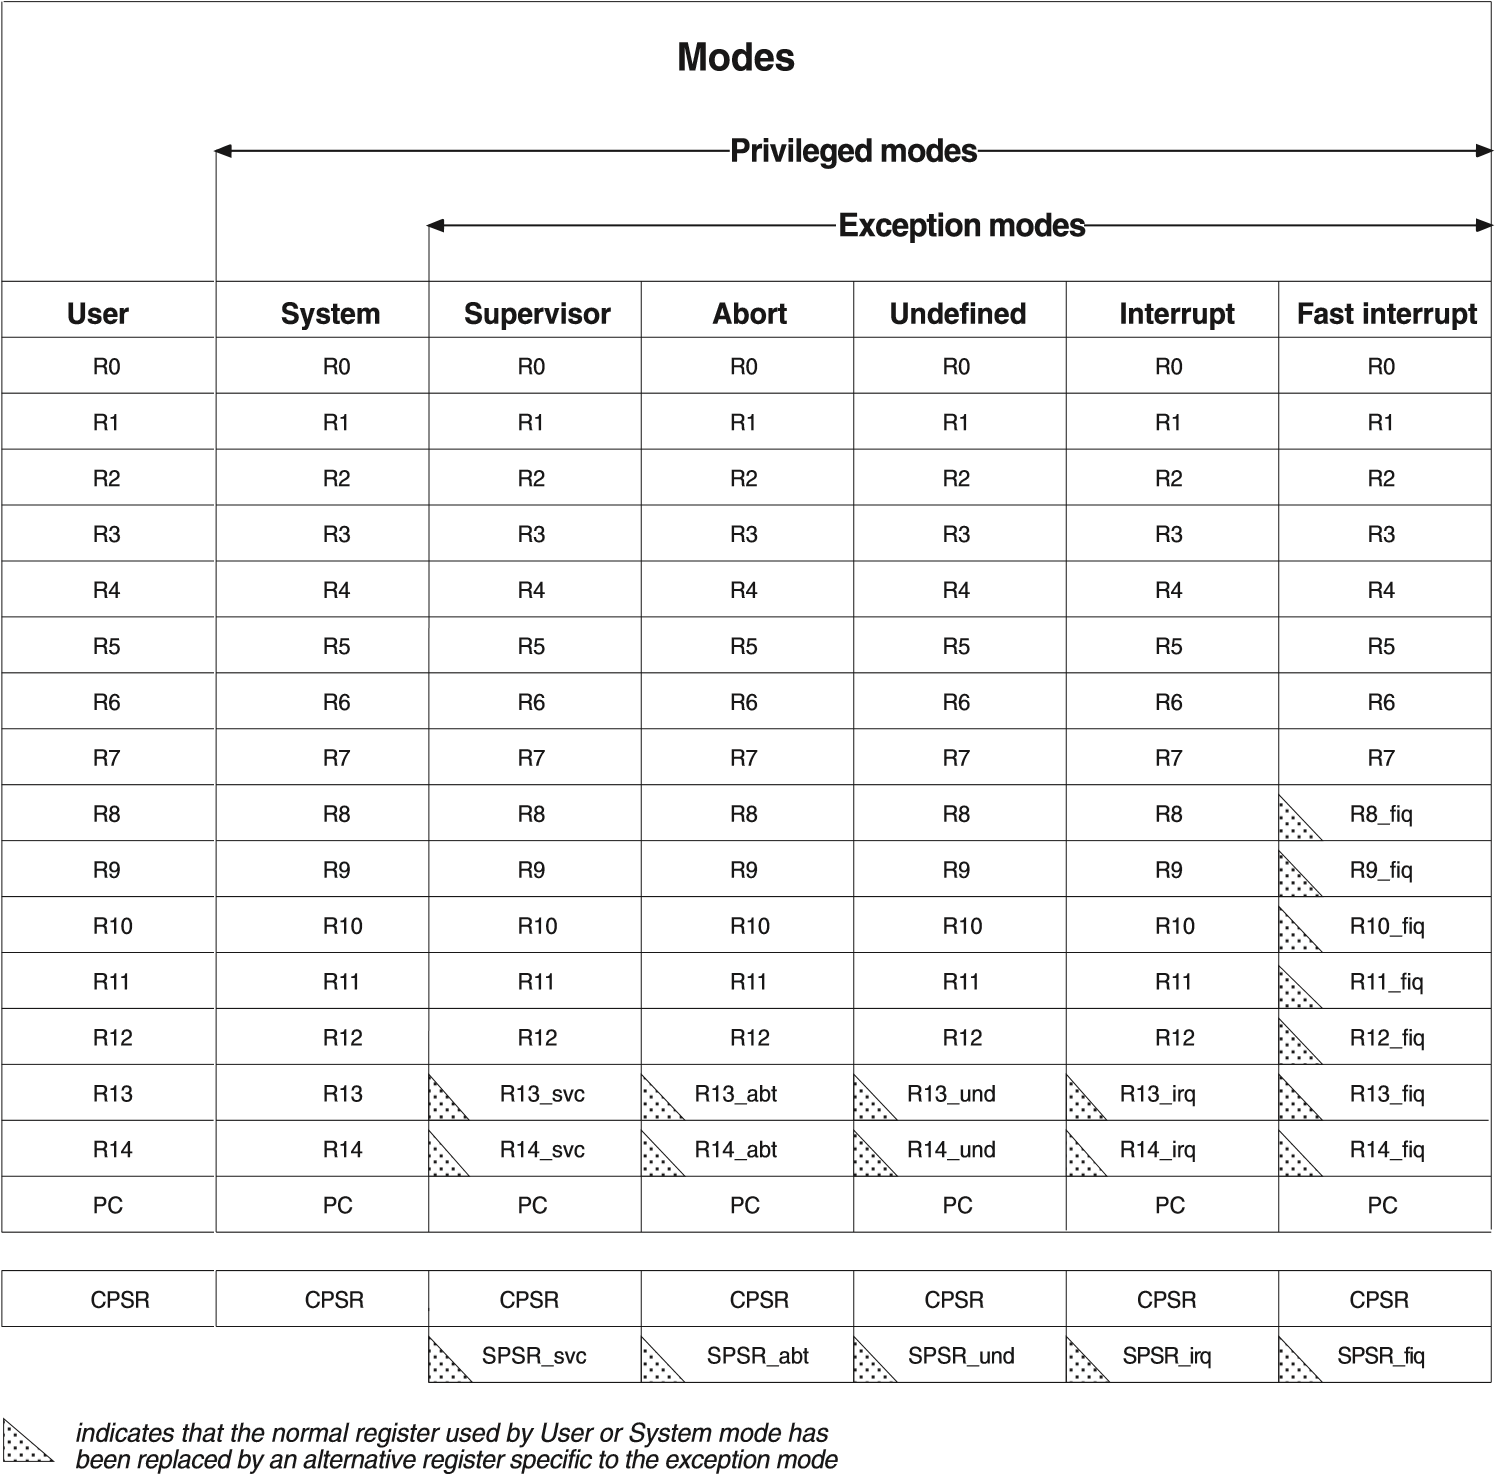 Modes
Privileged modes
Exception modes
User System Supervisor Abort Undefined Interrupt Fast interrupt
R0 R0 R0 R0 R0 R0 R0
R1 R1 R1 R1 R1 R1 R1
R2 R2 R2 R2 R2 R2 R2
R3 R3 R3 R3 R3 R3 R3
R4 R4 R4 R4 R4 R4 R4
R5 R5 R5 R5 R5 R5 R5
R6 R6 R6 R6 R6 R6 R6
R7 R7 R7 R7 R7 R7 R7
R8 R8 R8 R8 R8 R8 R8_fiq
R9 R9 R9 R9 R9 R9 R9_fiq
R10 R10 R10 R10 R10 R10 R10_fiq
R11 R11 R11 R11 R11 R11 R11_fiq
R12 R12 R12 R12 R12 R12 R12_fiq
R13 R13 R13_svc R13_abt R13_und R13_irq R13_fiq
R14 R14 R14_svc R14_abt R14_und R14_irq R14_fiq
PC PC PC PC PC PC PC
CPSR CPSR CPSR CPSR CPSR CPSR CPSR
SPSR_svc SPSR_abt SPSR_und SPSR_irq SPSR_fiq
indicates that the normal register used by User or System mode has
been replaced by an alternative register specific to the exception mode